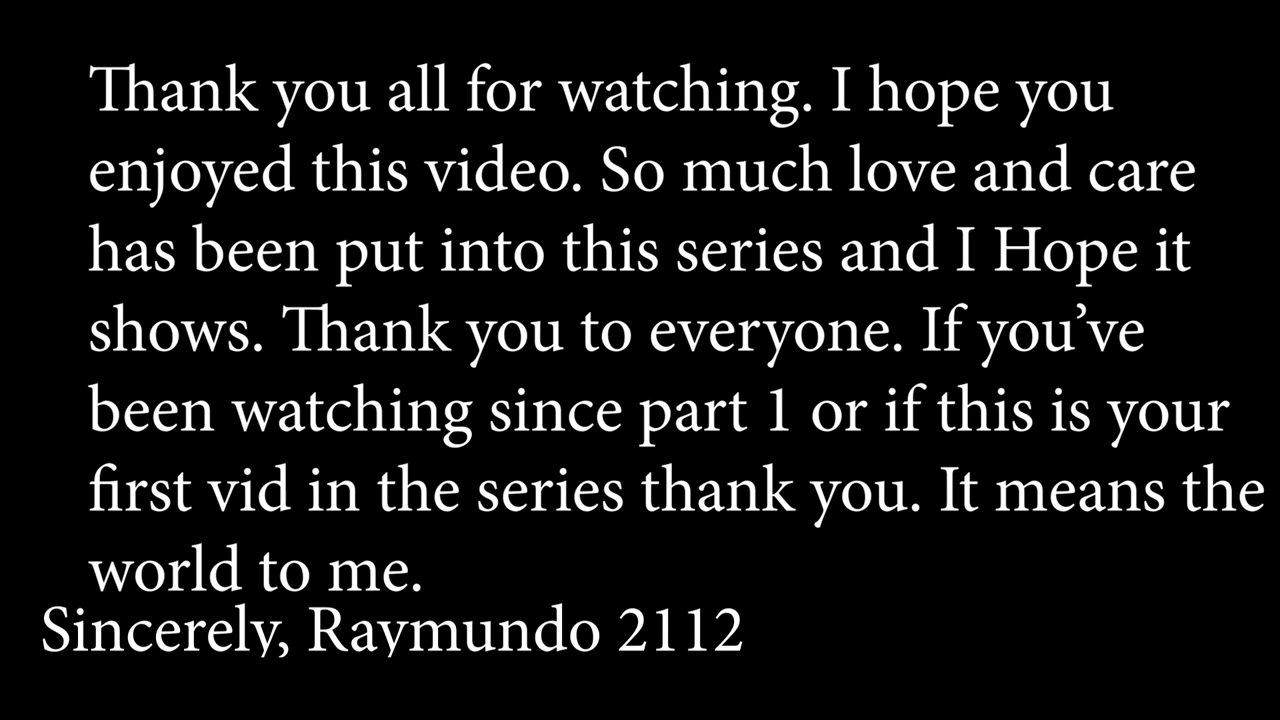 Thank you all for watching. I hope you
enjoyed this video. So much love and care
has been put into this series and I Hope it
shows. Thank you to everyone. If you’ve
been watching since part 1 or if this is your
first vid in the series thank you. It means the
world to me.
Sincerely, Raymundo 2112